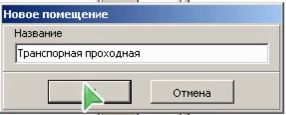 Новое помещение
Название
Транспорная проходная
Отмена